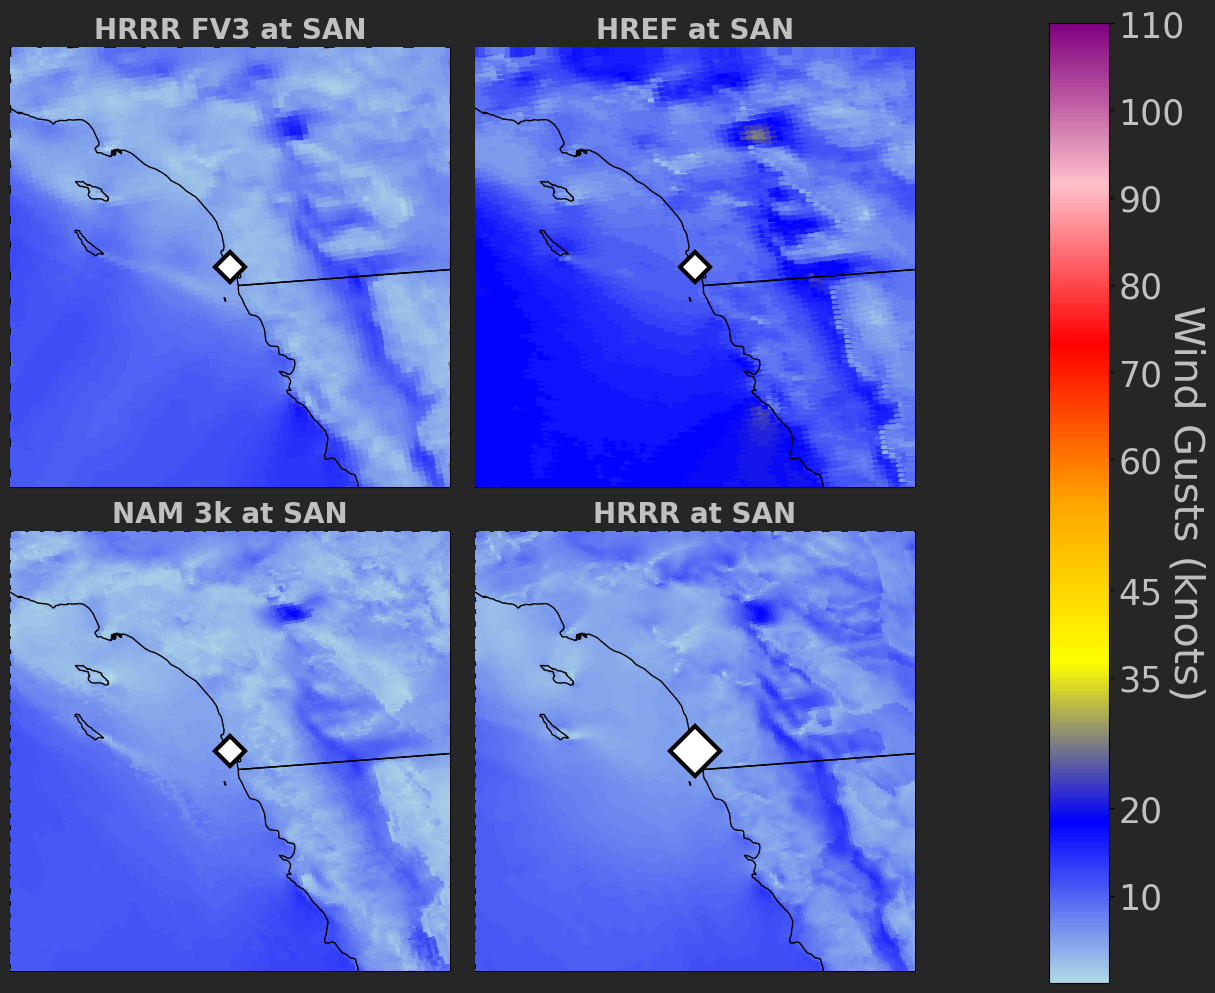 HRRR FV3 at SAN
HREF at SAN
NAM 3k at SAN
HRRR at SAN
110
100
90
80
70
60
45
35
20
10
Wind Gusts (knots)